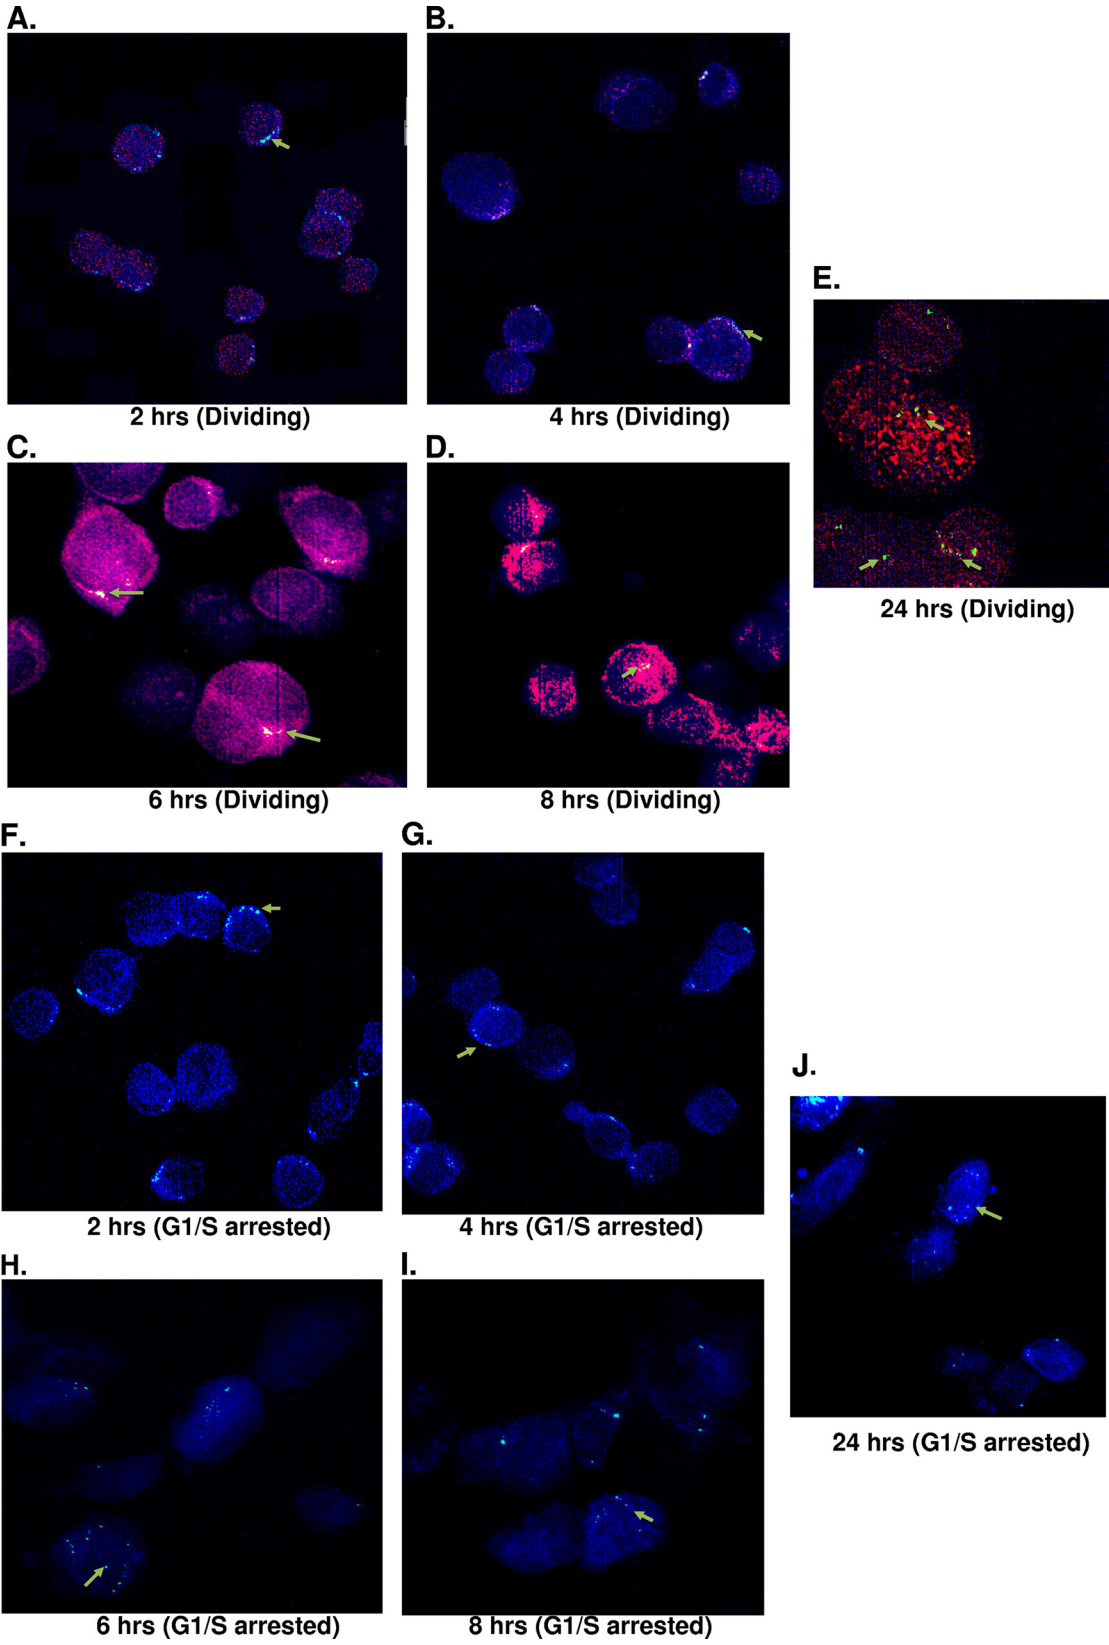 A.
B.
2 hrs (Dividing)
4 hrs (Dividing)
C.
D.
E.
24 hrs (Dividing)
6 hrs (Dividing)
8 hrs (Dividing)
F.
G.
2 hrs (G1/S arrested)
4 hrs (G1/S arrested)
H.
I.
J.
24 hrs (G1/S arrested)
6 hrs (G1/S arrested)
8 hrs (G1/S arrested)